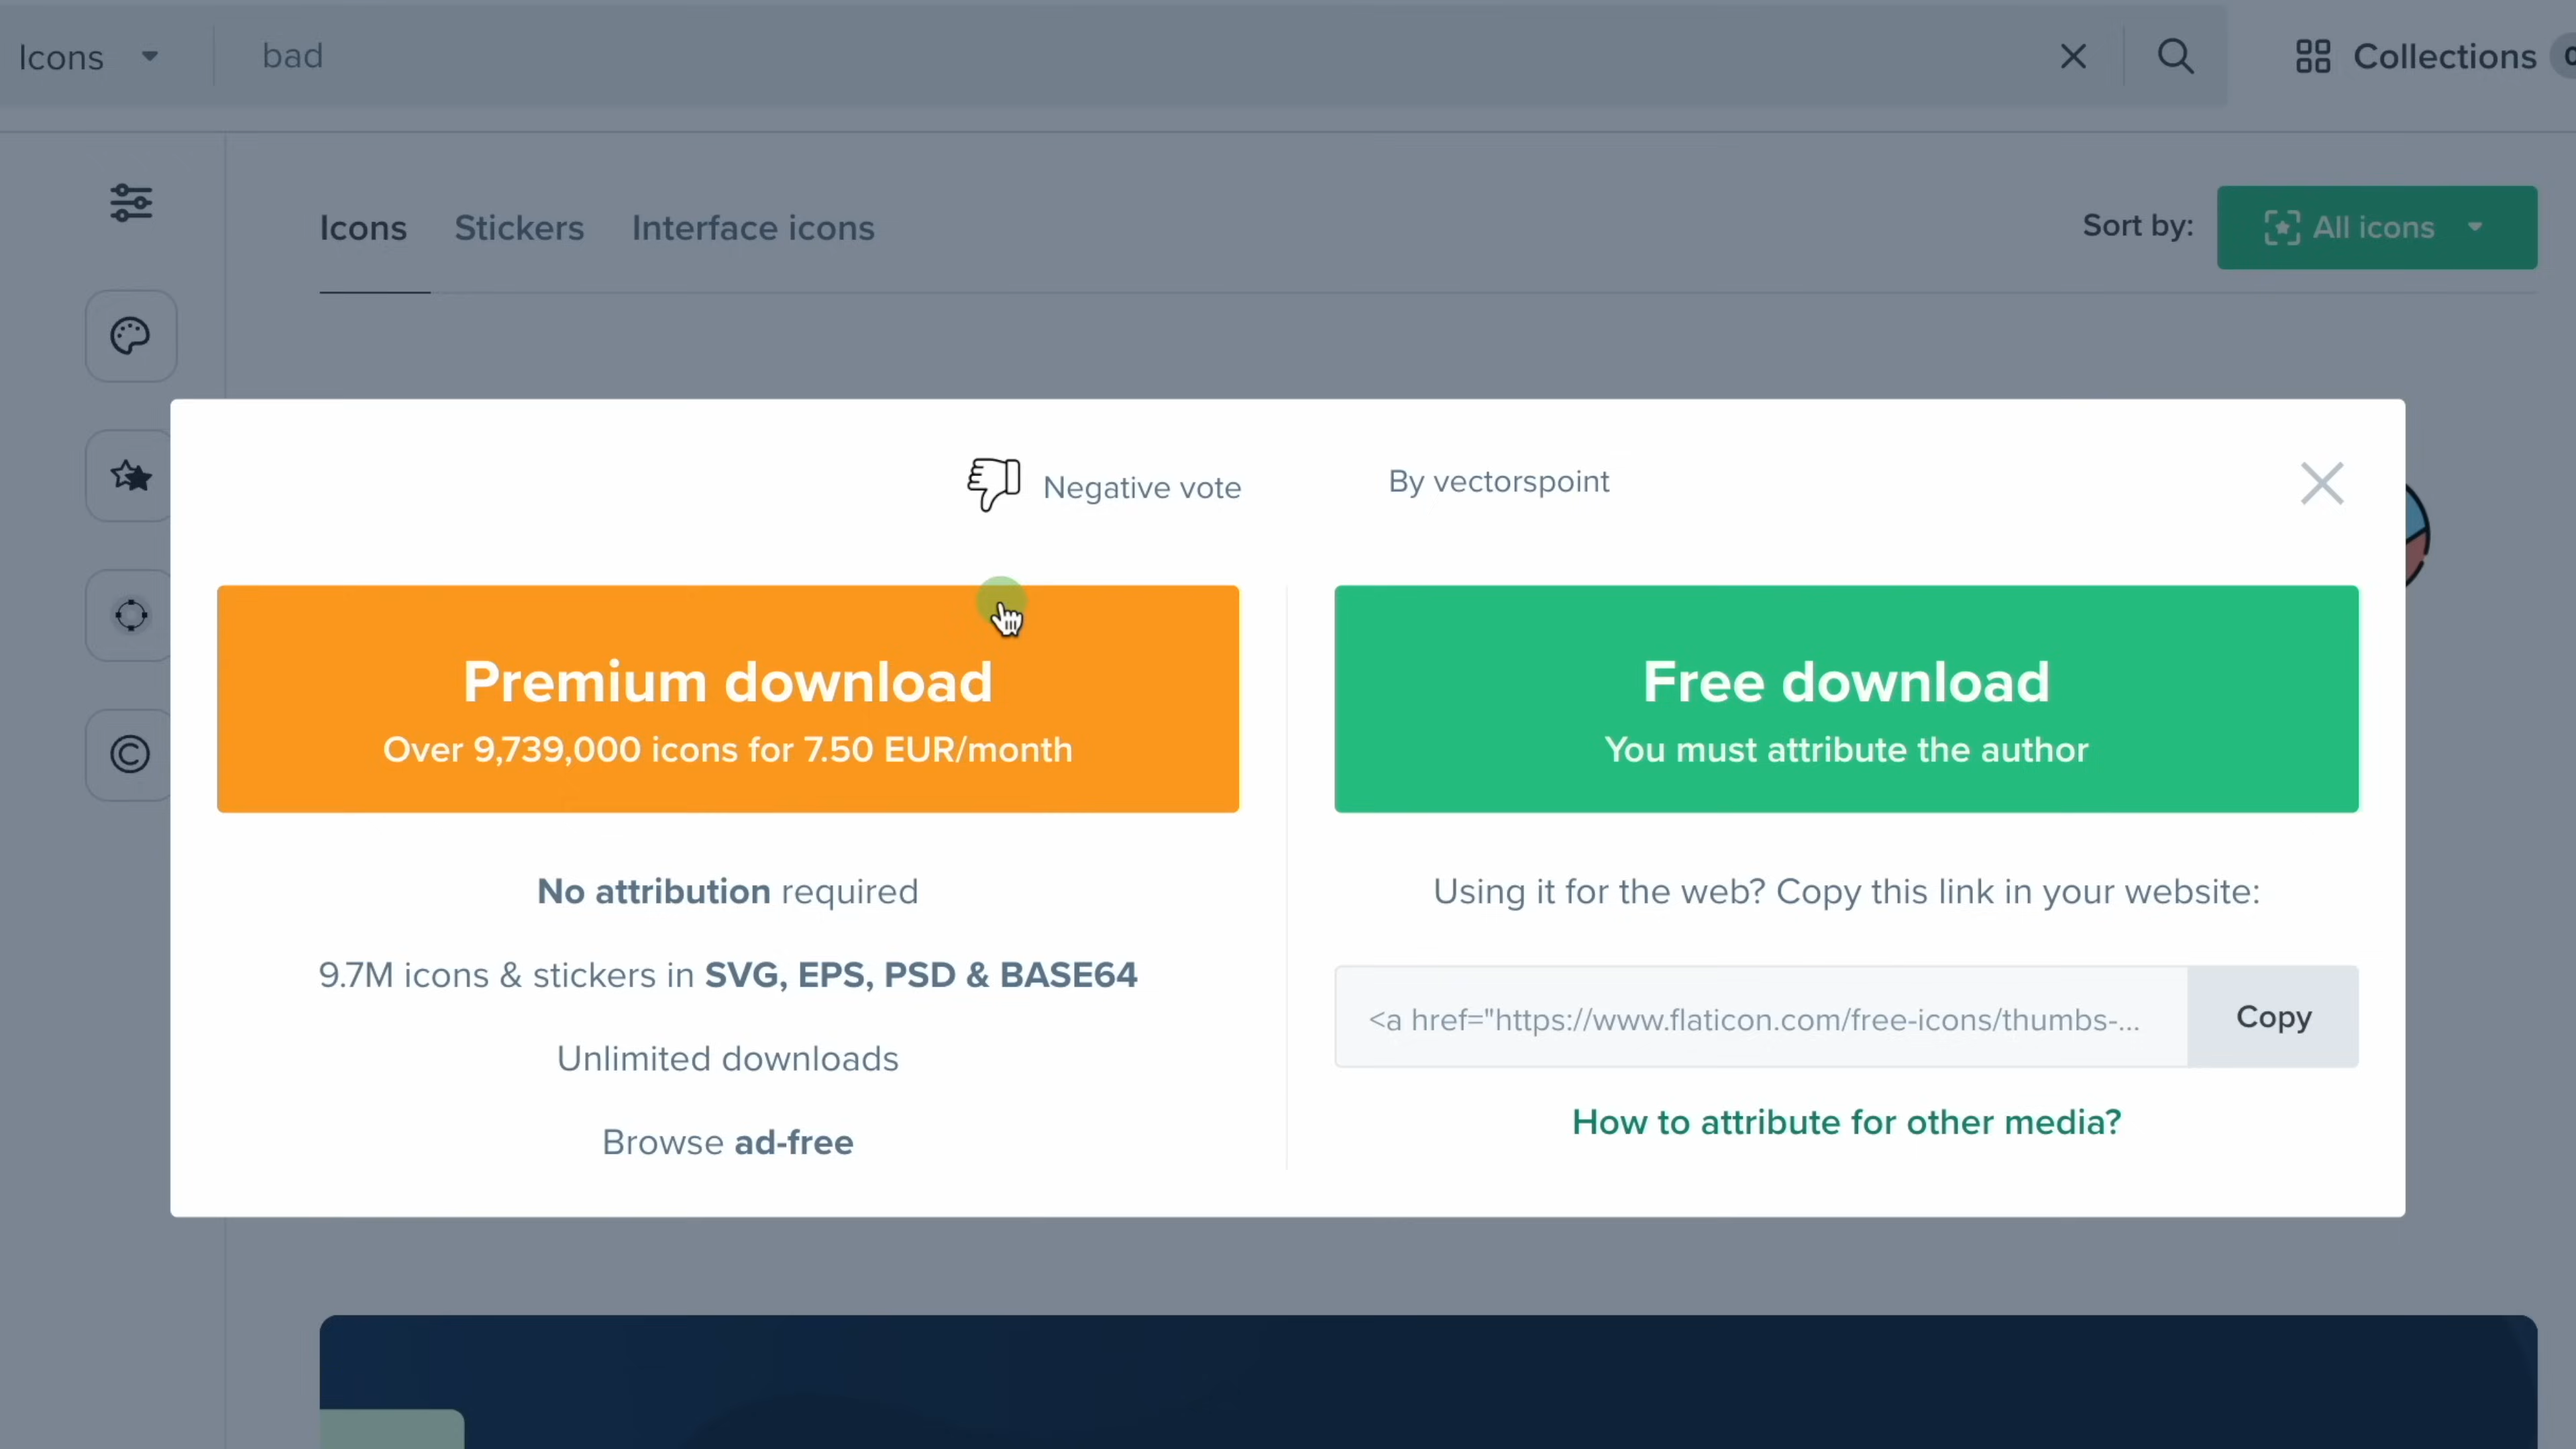 Icons
bad
Collections
Icons
Stickers
Interface icons
Sort by:
All icons
Negative vote
By vectorspoint
Premium download
Over 9,739,000 icons for 7.50 EUR/month
Free download
You must attribute the author
No attribution required
9.7M icons & stickers in SVG, EPS, PSD & BASE64
Unlimited downloads
Browse ad-free
Using it for the web? Copy this link in your website:
<a href="https://www.flaticon.com/free-icons/thumbs-...
Copy
How to attribute for other media?